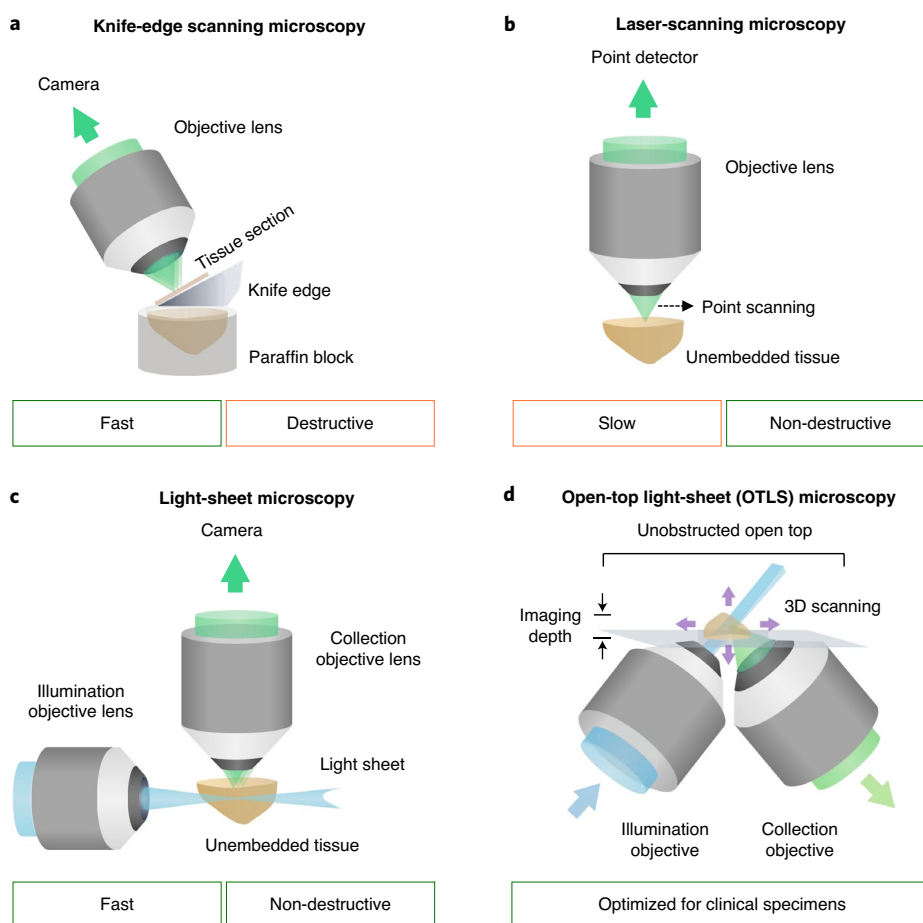 a Knife-edge scanning microscopy
Camera
Objective lens
Tissue section
Knife edge
Paraffin block
Fast
Destructive
b Laser-scanning microscopy
Point detector
Objective lens
Point scanning
Unembedded tissue
Slow
Non-destructive
c Light-sheet microscopy
Camera
Collection
objective lens
Illumination
objective lens
Light sheet
Unembedded tissue
Fast
Non-destructive
d Open-top light-sheet (OTLS) microscopy
Unobstructed open top
Imaging
depth
3D scanning
Illumination
objective
Collection
objective
Optimized for clinical specimens